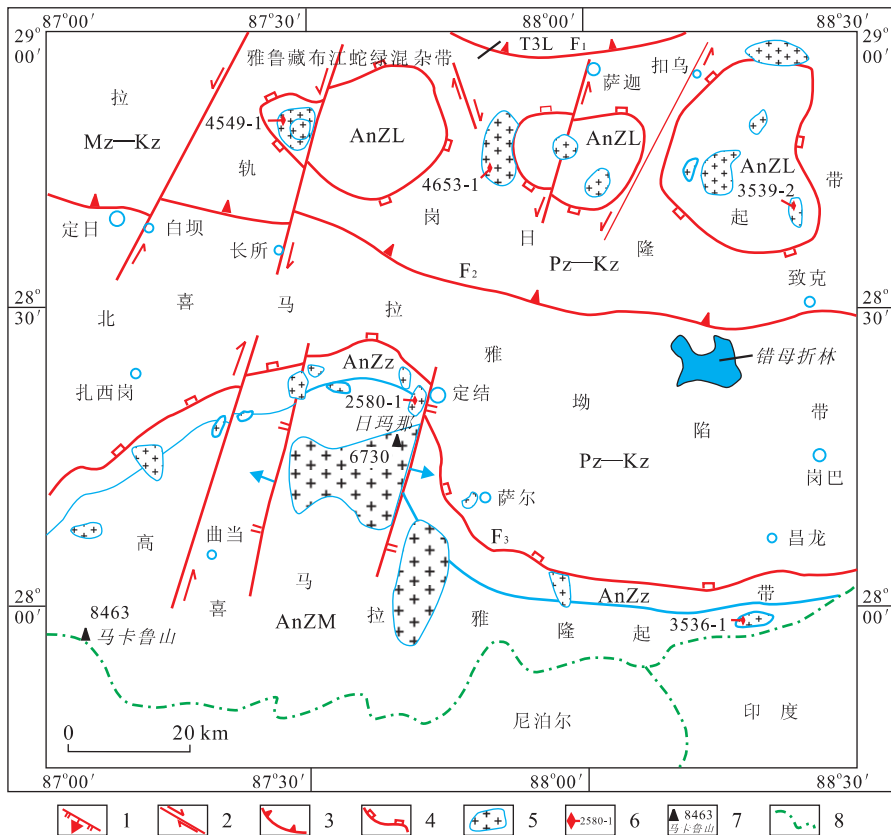 87°00′ 87°30′ 88°00′ 88°30′
29°00′ 29°00′
T3L F1
雅鲁藏布江蛇绿混杂带
萨迦 扣乌
拉
Mz—Kz
4549-1
AnZL
AnZL
AnZL
轨
4653-1
3539-2
带
定日 白坝
岗
日
隆
起
长所
F2
Pz—Kz
致克
28°30′ 28°30′
北 喜 马 拉
雅
错母折林
扎西岗
AnZz
2580-1
定结
坳
日玛那
6730
陷
带
Pz—Kz
岗巴
萨尔
高
曲当
F3
昌龙
28°00′ 28°00′
喜 马
AnZz
带
8463
马卡鲁山
AnZM
拉 雅 隆 起
3536-1
尼泊尔
印度
0 20 km
87°00′ 87°30′ 88°00′ 88°30′
1 2 3 4 5 2580-1 6 8463 马卡鲁山 7 8